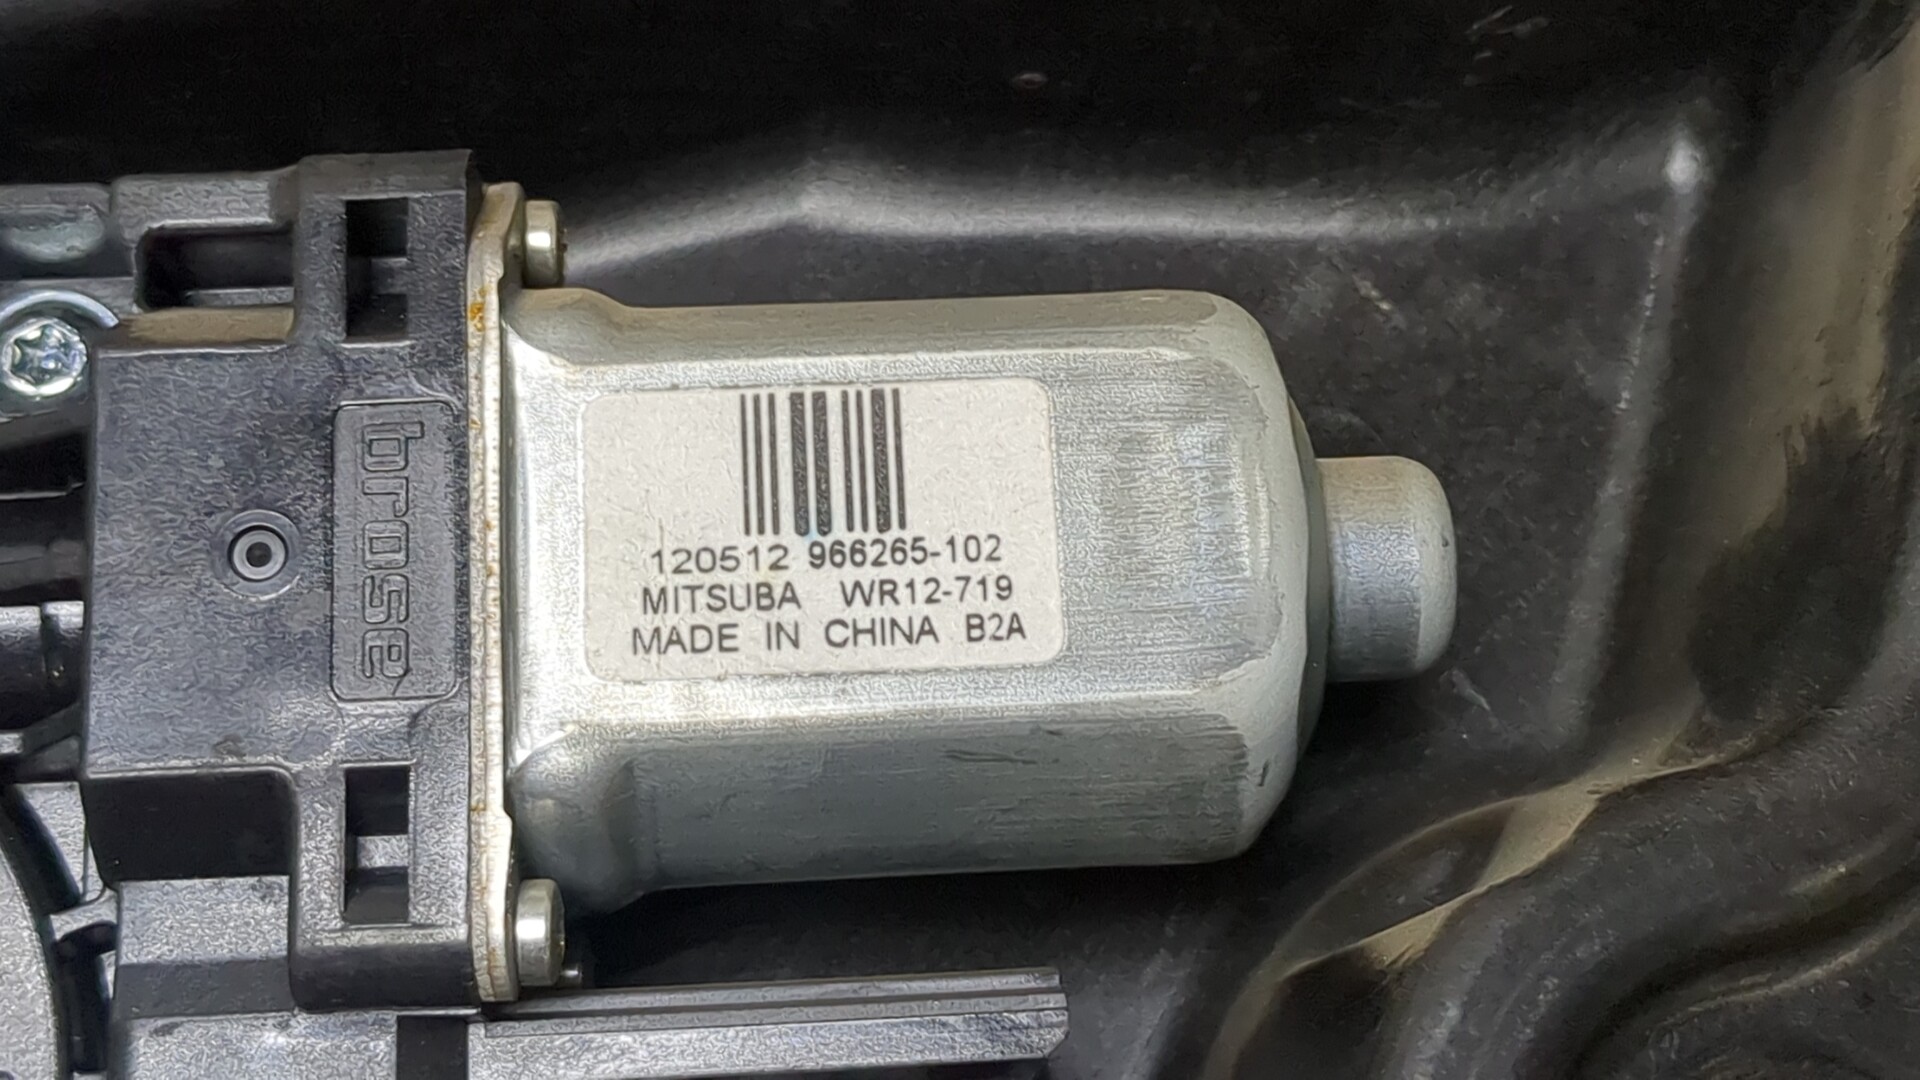 brose
120512 966265-102
MITSUBA WR12-719
MADE IN CHINA B2A